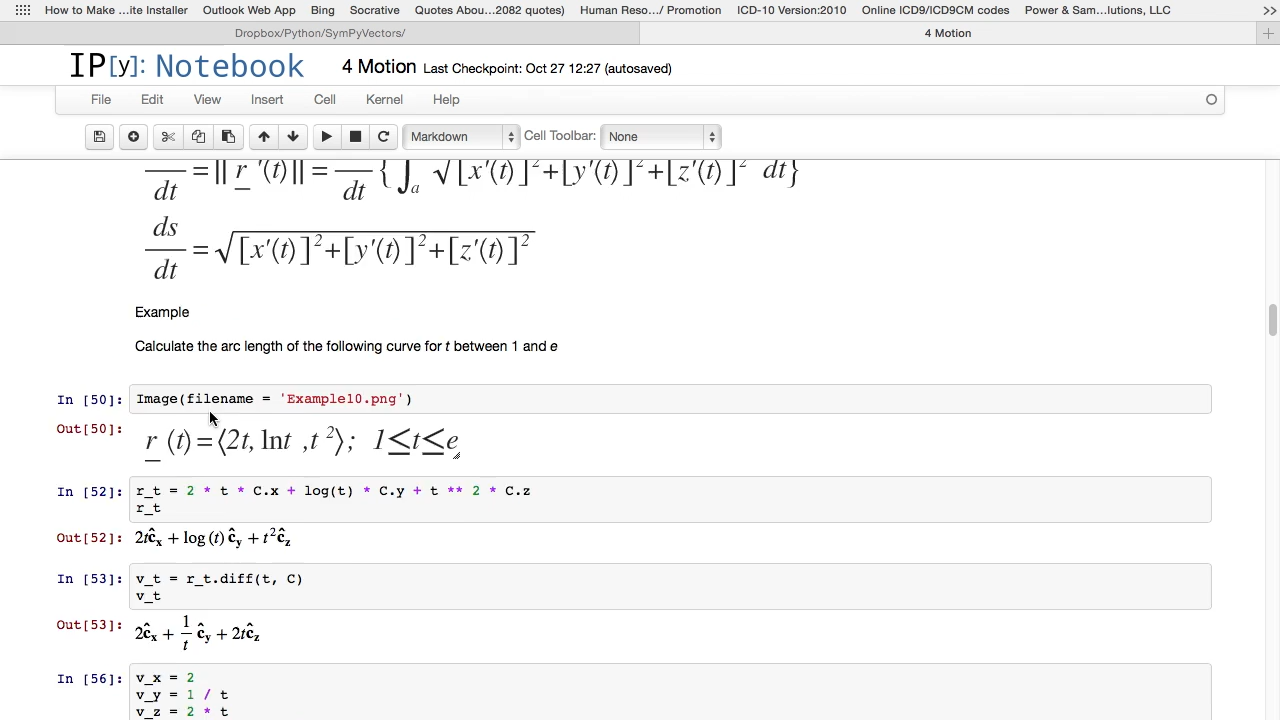 How to Make ...ite Installer Outlook Web App Bing Socrative Quotes Abou...2082 quotes) Human Reso.../ Promotion ICD-10 Version:2010 Online ICD9/ICD9CM codes Power & Sam...lutions, LLC >>
Dropbox/Python/SymPyVectors/ 4 Motion +
IP[y]: Notebook 4 Motion Last Checkpoint: Oct 27 12:27 (autosaved)
File Edit View Insert Cell Kernel Help
Markdown Cell Toolbar: None
dt =|| r '(t)|| = dt { ∫a √[x'(t)]²+[y'(t)]²+[z'(t)]² dt}
ds/dt = √[x'(t)]²+[y'(t)]²+[z'(t)]²
Example
Calculate the arc length of the following curve for t between 1 and e
In [50]: Image(filename = 'Example10.png')
Out[50]: r (t)=⟨2t, lnt ,t ²⟩; 1≤t≤e
In [52]: r_t = 2 * t * C.x + log(t) * C.y + t ** 2 * C.z
r_t
Out[52]: 2tĉx + log (t) ĉy + t²ĉz
In [53]: v_t = r_t.diff(t, C)
v_t
Out[53]: 2ĉx + 1/t ĉy + 2tĉz
In [56]: v_x = 2
v_y = 1 / t
v_z = 2 * t